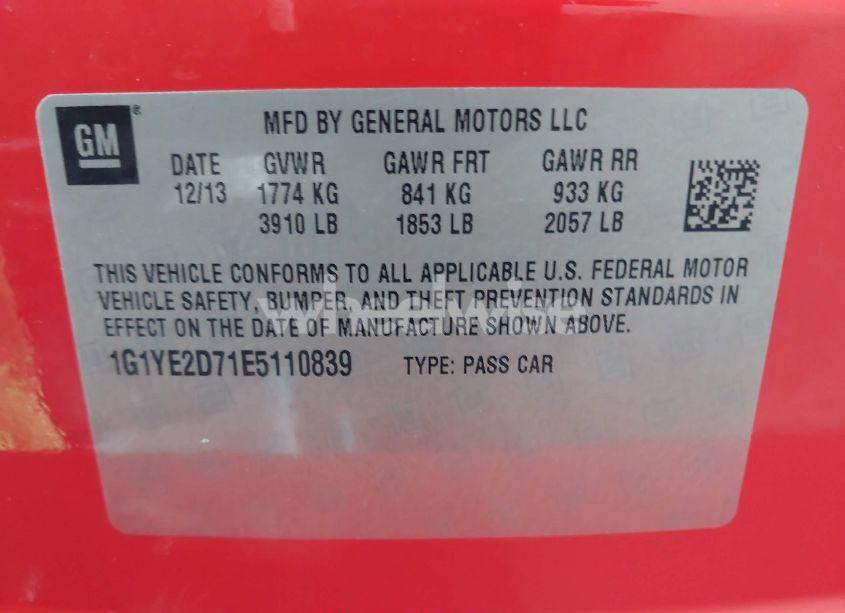 GM ®
MFD BY GENERAL MOTORS LLC
DATE GVWR GAWR FRT GAWR RR
12/13 1774 KG 841 KG 933 KG
3910 LB 1853 LB 2057 LB
THIS VEHICLE CONFORMS TO ALL APPLICABLE U.S. FEDERAL MOTOR
VEHICLE SAFETY, BUMPER, AND THEFT PREVENTION STANDARDS IN
EFFECT ON THE DATE OF MANUFACTURE SHOWN ABOVE.
1G1YE2D71E5110839 TYPE: PASS CAR
wheelwise